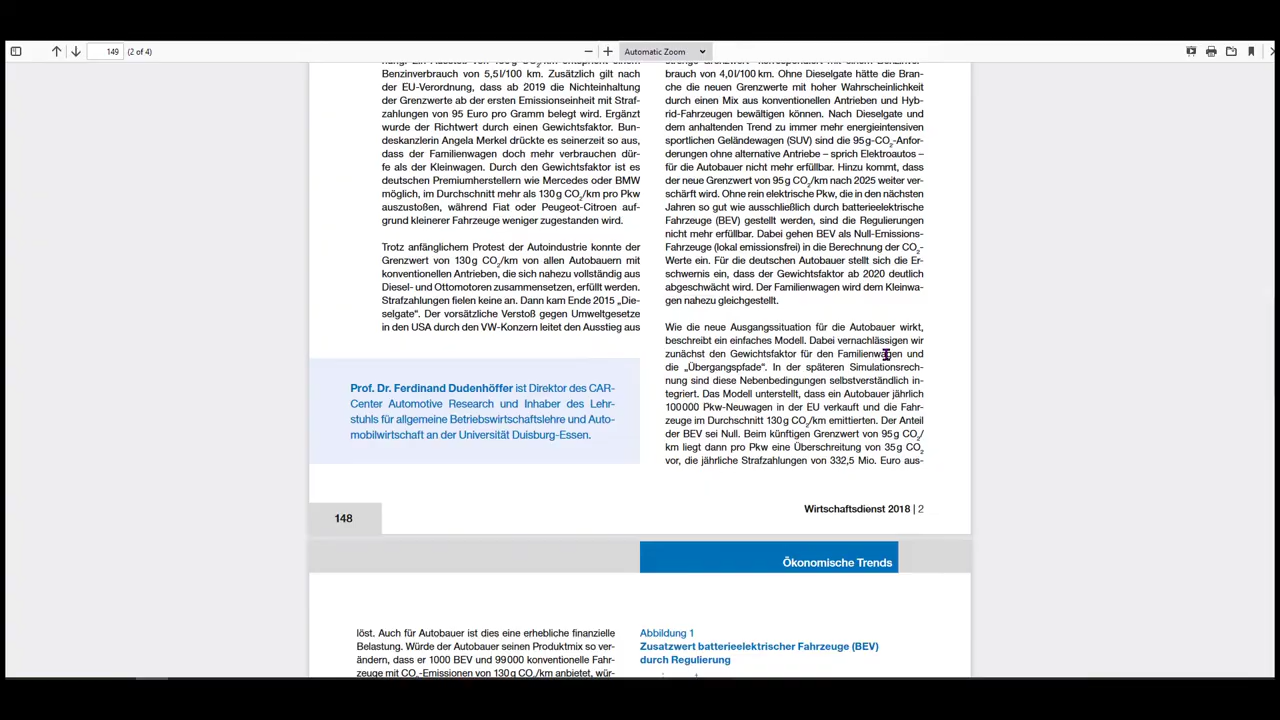 149 (2 of 4) Automatic Zoom
Benzinverbrauch von 5,5l/100 km. Zusätzlich gilt nach
der EU-Verordnung, dass ab 2019 die Nichteinhaltung
der Grenzwerte ab der ersten Emissionseinheit mit Straf-
zahlungen von 95 Euro pro Gramm belegt wird. Ergänzt
wurde der Richtwert durch einen Gewichtsfaktor. Bun-
deskanzlerin Angela Merkel drückte es seinerzeit so aus,
dass der Familienwagen doch mehr verbrauchen dür-
fe als der Kleinwagen. Durch den Gewichtsfaktor ist es
deutschen Premiumherstellern wie Mercedes oder BMW
möglich, im Durchschnitt mehr als 130 g CO₂/km pro Pkw
auszustoßen, während Fiat oder Peugeot-Citroen auf-
grund kleinerer Fahrzeuge weniger zugestanden wird.
Trotz anfänglichem Protest der Autoindustrie konnte der
Grenzwert von 130 g CO₂/km von allen Autobauern mit
konventionellen Antrieben, die sich nahezu vollständig aus
Diesel- und Ottomotoren zusammensetzen, erfüllt werden.
Strafzahlungen fielen keine an. Dann kam Ende 2015 „Die-
selgate“. Der vorsätzliche Verstoß gegen Umweltgesetze
in den USA durch den VW-Konzern leitet den Ausstieg aus
Prof. Dr. Ferdinand Dudenhöffer ist Direktor des CAR-
Center Automotive Research und Inhaber des Lehr-
stuhls für allgemeine Betriebswirtschaftslehre und Auto-
mobilwirtschaft an der Universität Duisburg-Essen.
brauch von 4,0l/100 km. Ohne Dieselgate hätte die Bran-
che die neuen Grenzwerte mit hoher Wahrscheinlichkeit
durch einen Mix aus konventionellen Antrieben und Hyb-
rid-Fahrzeugen bewältigen können. Nach Dieselgate und
dem anhaltenden Trend zu immer mehr energieintensiven
sportlichen Geländewagen (SUV) sind die 95 g-CO₂-Anfor-
derungen ohne alternative Antriebe – sprich Elektroautos –
für die Autobauer nicht mehr erfüllbar. Hinzu kommt, dass
der neue Grenzwert von 95 g CO₂/km nach 2025 weiter ver-
schärft wird. Ohne rein elektrische Pkw, die in den nächsten
Jahren so gut wie ausschließlich durch batterieelektrische
Fahrzeuge (BEV) gestellt werden, sind die Regulierungen
nicht mehr erfüllbar. Dabei gehen BEV als Null-Emissions-
Fahrzeuge (lokal emissionsfrei) in die Berechnung der CO₂-
Werte ein. Für die deutschen Autobauer stellt sich die Er-
schwernis ein, dass der Gewichtsfaktor ab 2020 deutlich
abgeschwächt wird. Der Familienwagen wird dem Kleinwa-
gen nahezu gleichgestellt.
Wie die neue Ausgangssituation für die Autobauer wirkt,
beschreibt ein einfaches Modell. Dabei vernachlässigen wir
zunächst den Gewichtsfaktor für den Familienwagen und
die „Übergangspfade“. In der späteren Simulationsrech-
nung sind diese Nebenbedingungen selbstverständlich in-
tegriert. Das Modell unterstellt, dass ein Autobauer jährlich
100 000 Pkw-Neuwagen in der EU verkauft und die Fahr-
zeuge im Durchschnitt 130 g CO₂/km emittierten. Der Anteil
der BEV sei Null. Beim künftigen Grenzwert von 95 g CO₂/
km liegt dann pro Pkw eine Überschreitung von 35 g CO₂
vor, die jährliche Strafzahlungen von 332,5 Mio. Euro aus-
Wirtschaftsdienst 2018 | 2
148
Ökonomische Trends
löst. Auch für Autobauer ist dies eine erhebliche finanzielle
Belastung. Würde der Autobauer seinen Produktmix so ver-
ändern, dass er 1000 BEV und 99 000 konventionelle Fahr-
zeuge mit CO₂-Emissionen von 130 g CO₂/km anbietet, wür-
Abbildung 1
Zusatzwert batterieelektrischer Fahrzeuge (BEV)
durch Regulierung